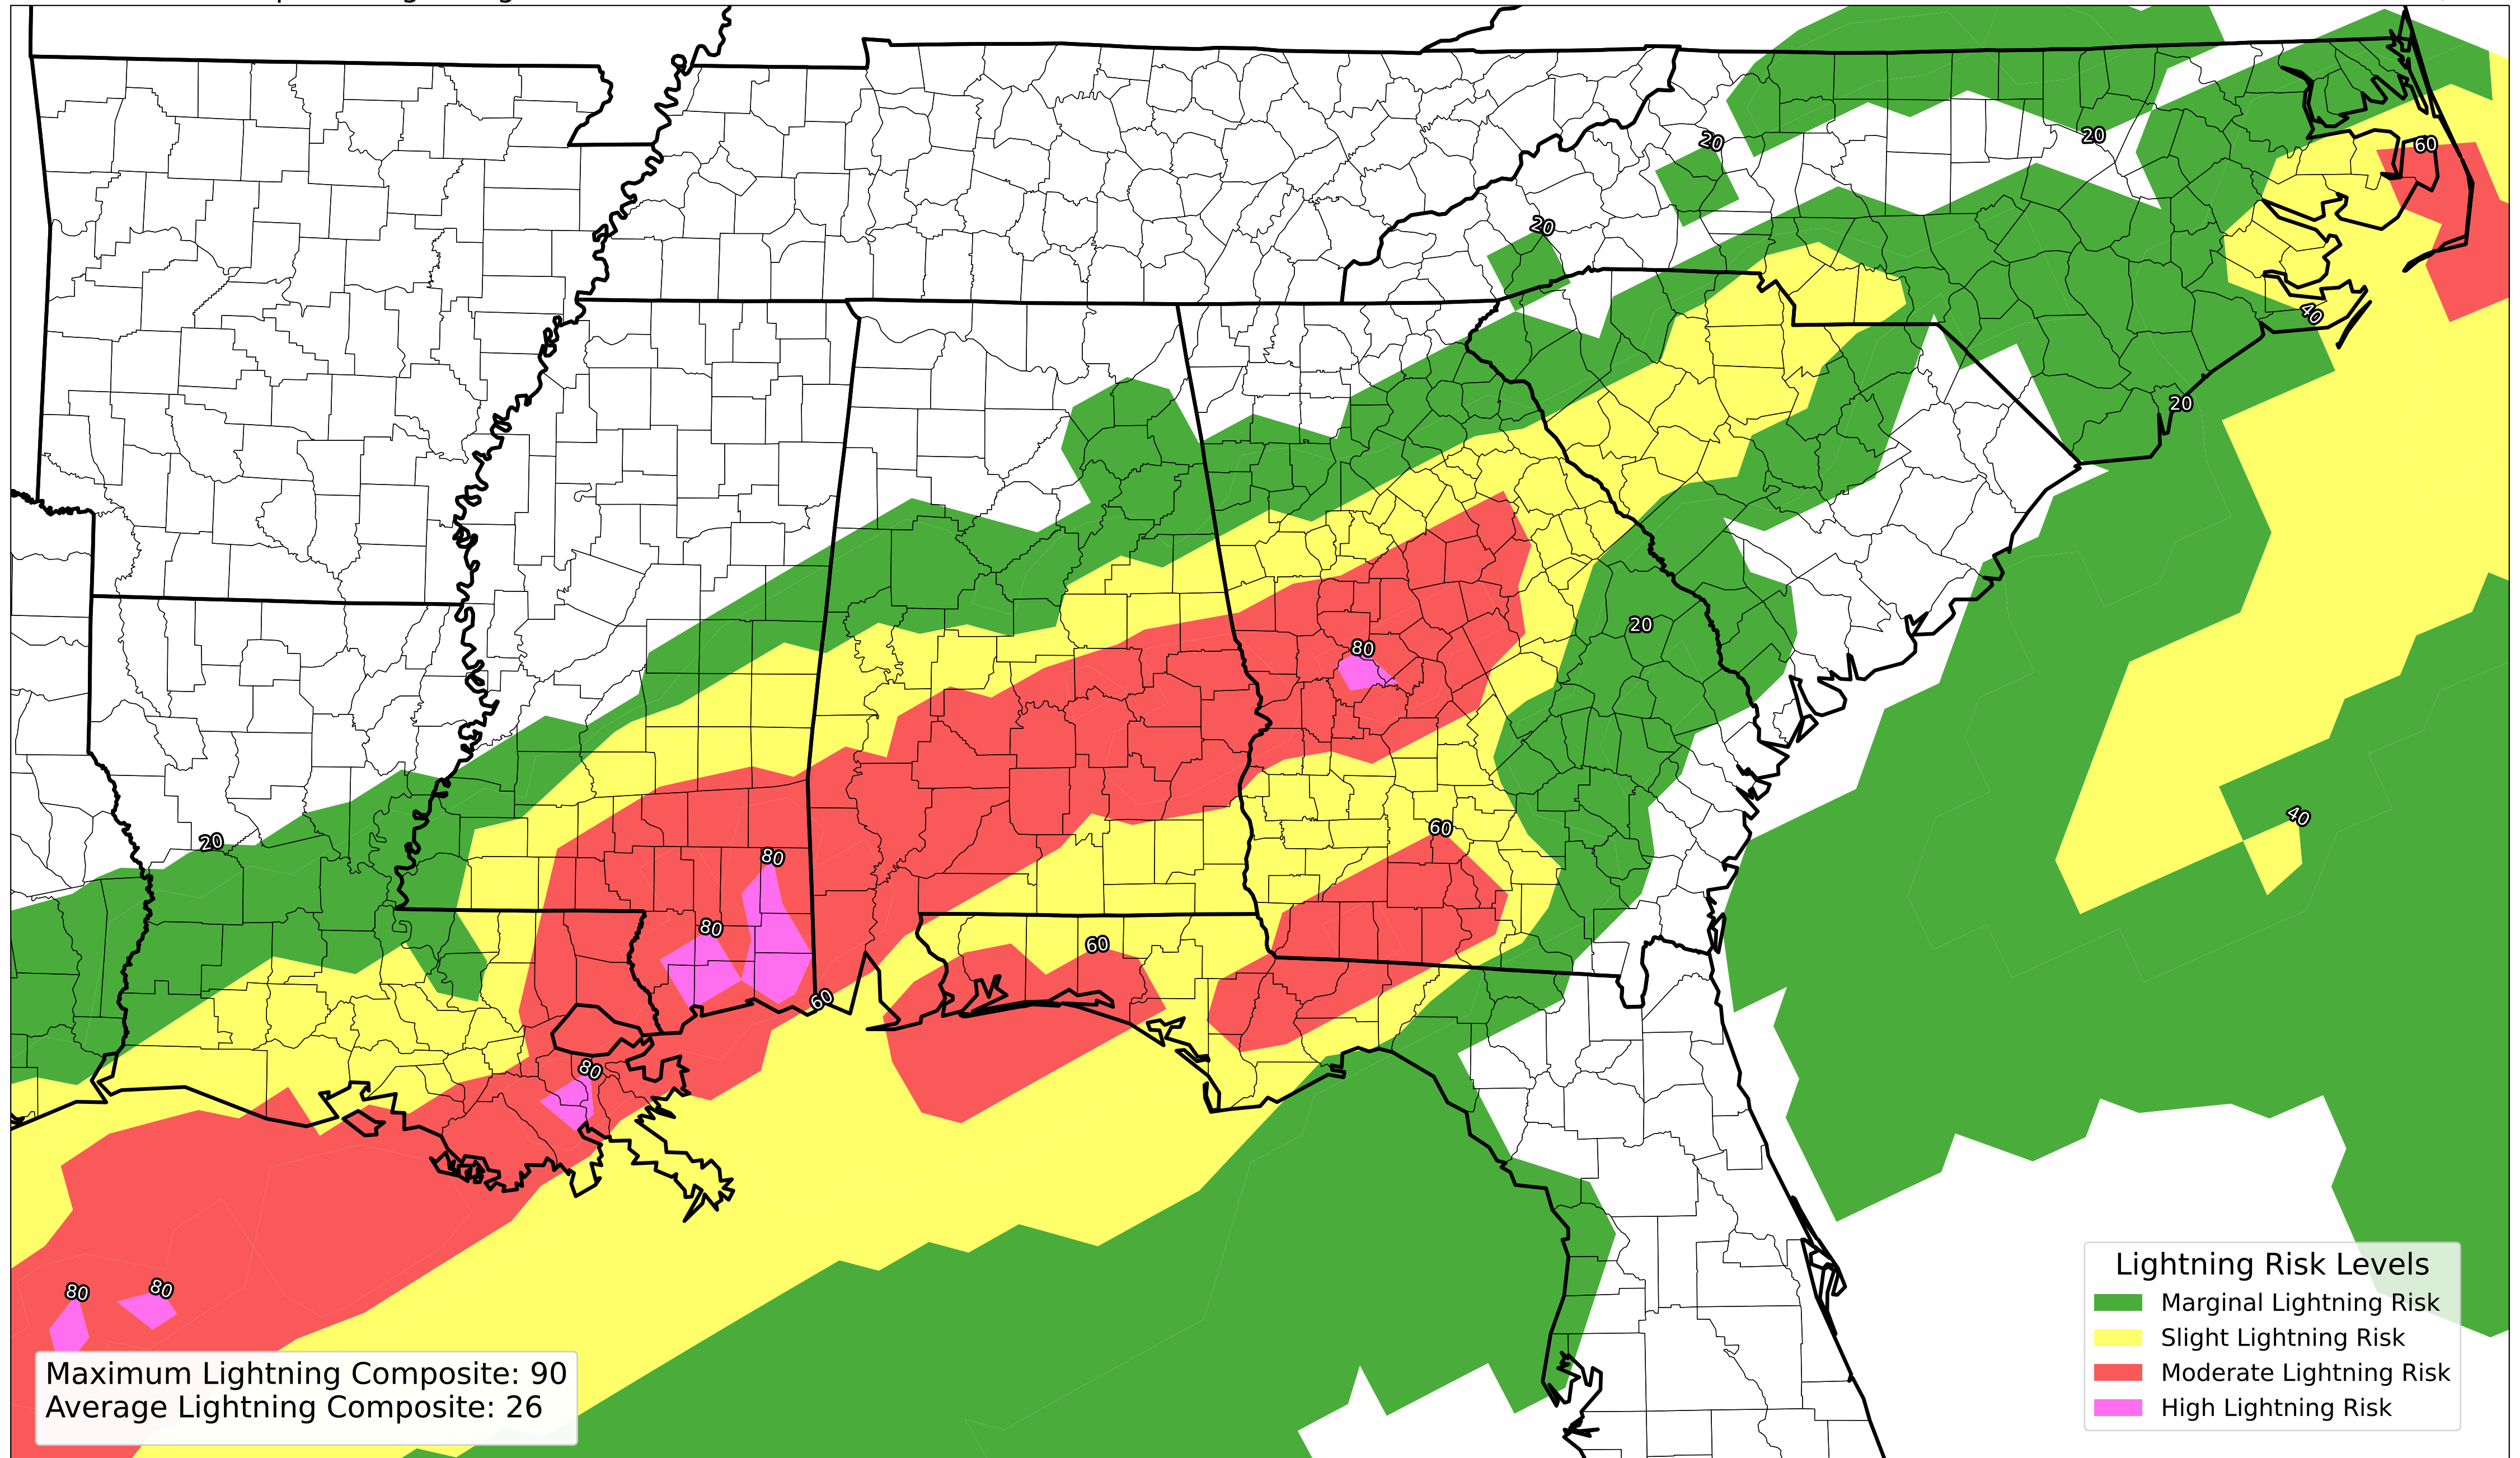 20
20
60
20
40
20
80
20
60
20
80
80
40
60
60
80
80
80
Lightning Risk Levels
Marginal Lightning Risk
Slight Lightning Risk
Moderate Lightning Risk
High Lightning Risk
Maximum Lightning Composite: 90
Average Lightning Composite: 26